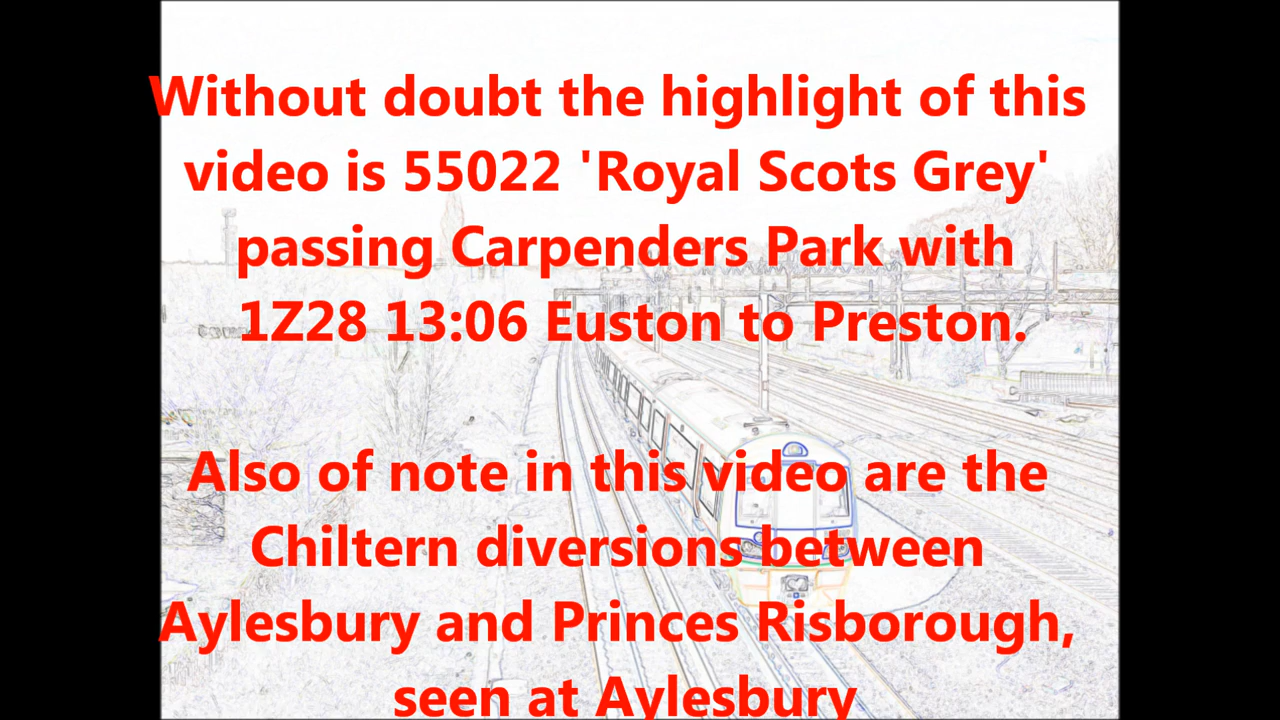 Without doubt the highlight of this
video is 55022 'Royal Scots Grey'
passing Carpenders Park with
1Z28 13:06 Euston to Preston.
Also of note in this video are the
Chiltern diversions between
Aylesbury and Princes Risborough,
seen at Aylesbury